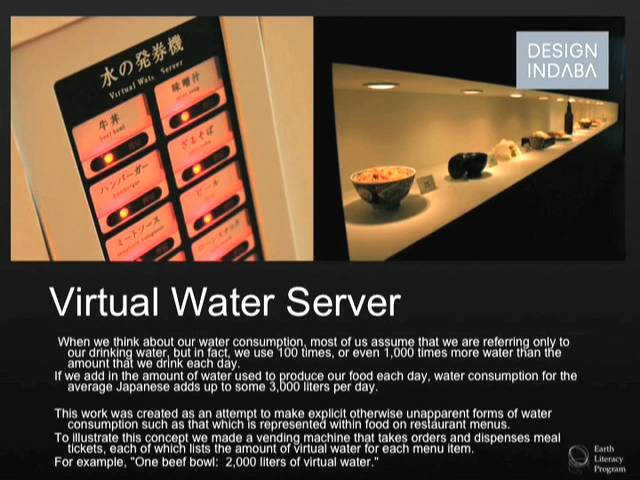 水の発券機
Virtual Water Server
牛丼
beef bowl
味噌汁
ハンバーガー
hamburger
ざるそば
ミートソース
ビール
DESIGN
INDABA
Virtual Water Server
When we think about our water consumption, most of us assume that we are referring only to
our drinking water, but in fact, we use 100 times, or even 1,000 times more water than the
amount that we drink each day.
If we add in the amount of water used to produce our food each day, water consumption for the
average Japanese adds up to some 3,000 liters per day.
This work was created as an attempt to make explicit otherwise unapparent forms of water
consumption such as that which is represented within food on restaurant menus.
To illustrate this concept we made a vending machine that takes orders and dispenses meal
tickets, each of which lists the amount of virtual water for each menu item.
For example, "One beef bowl: 2,000 liters of virtual water."
Earth
Literacy
Program